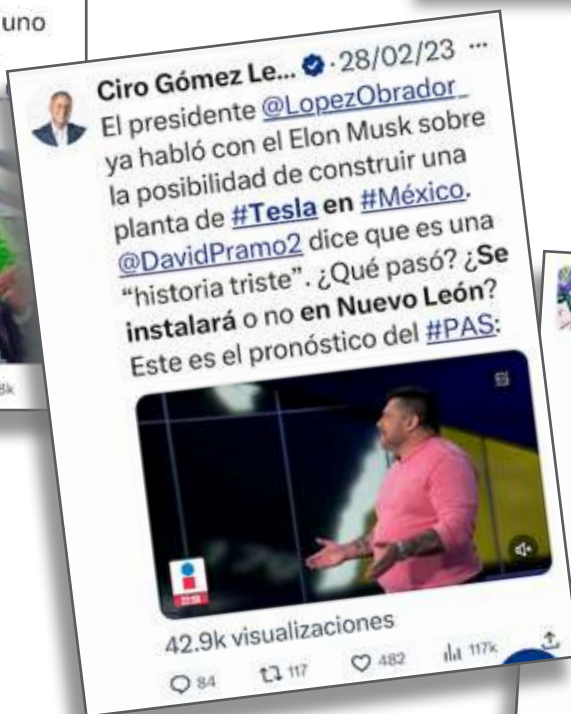 uno
Ciro Gómez Le... · 28/02/23 ...
El presidente @LopezObrador_
ya habló con el Elon Musk sobre
la posibilidad de construir una
planta de #Tesla en #México.
@DavidPramo2 dice que es una
“historia triste”. ¿Qué pasó? ¿Se
instalará o no en Nuevo León?
Este es el pronóstico del #PAS:
8k
42.9k visualizaciones
84 117 482 117k